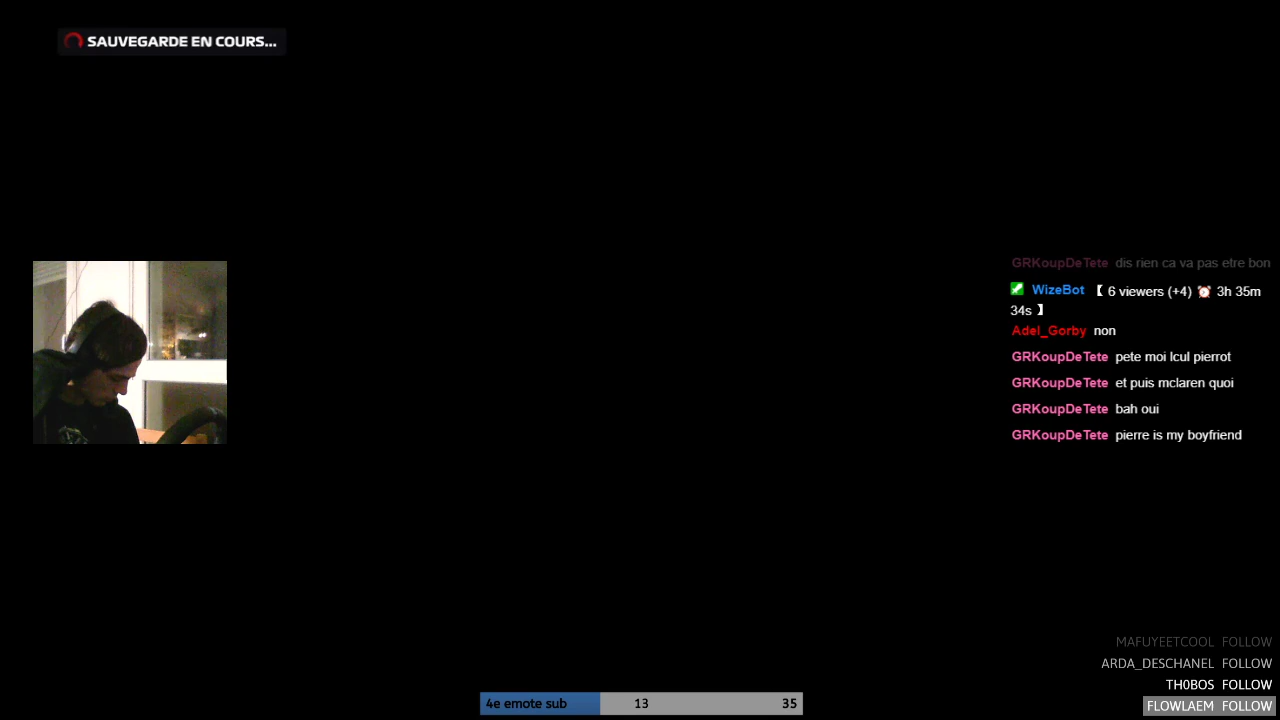 SAUVEGARDE EN COURS...
GRKoupDeTete dis rien ca va pas etre bon
WizeBot 【 6 viewers (+4) ⏰ 3h 35m
34s 】
Adel_Gorby non
GRKoupDeTete pete moi lcul pierrot
GRKoupDeTete et puis mclaren quoi
GRKoupDeTete bah oui
GRKoupDeTete pierre is my boyfriend
MAFUYEETCOOL FOLLOW
ARDA_DESCHANEL FOLLOW
TH0BOS FOLLOW
FLOWLAEM FOLLOW
4e emote sub 13 35